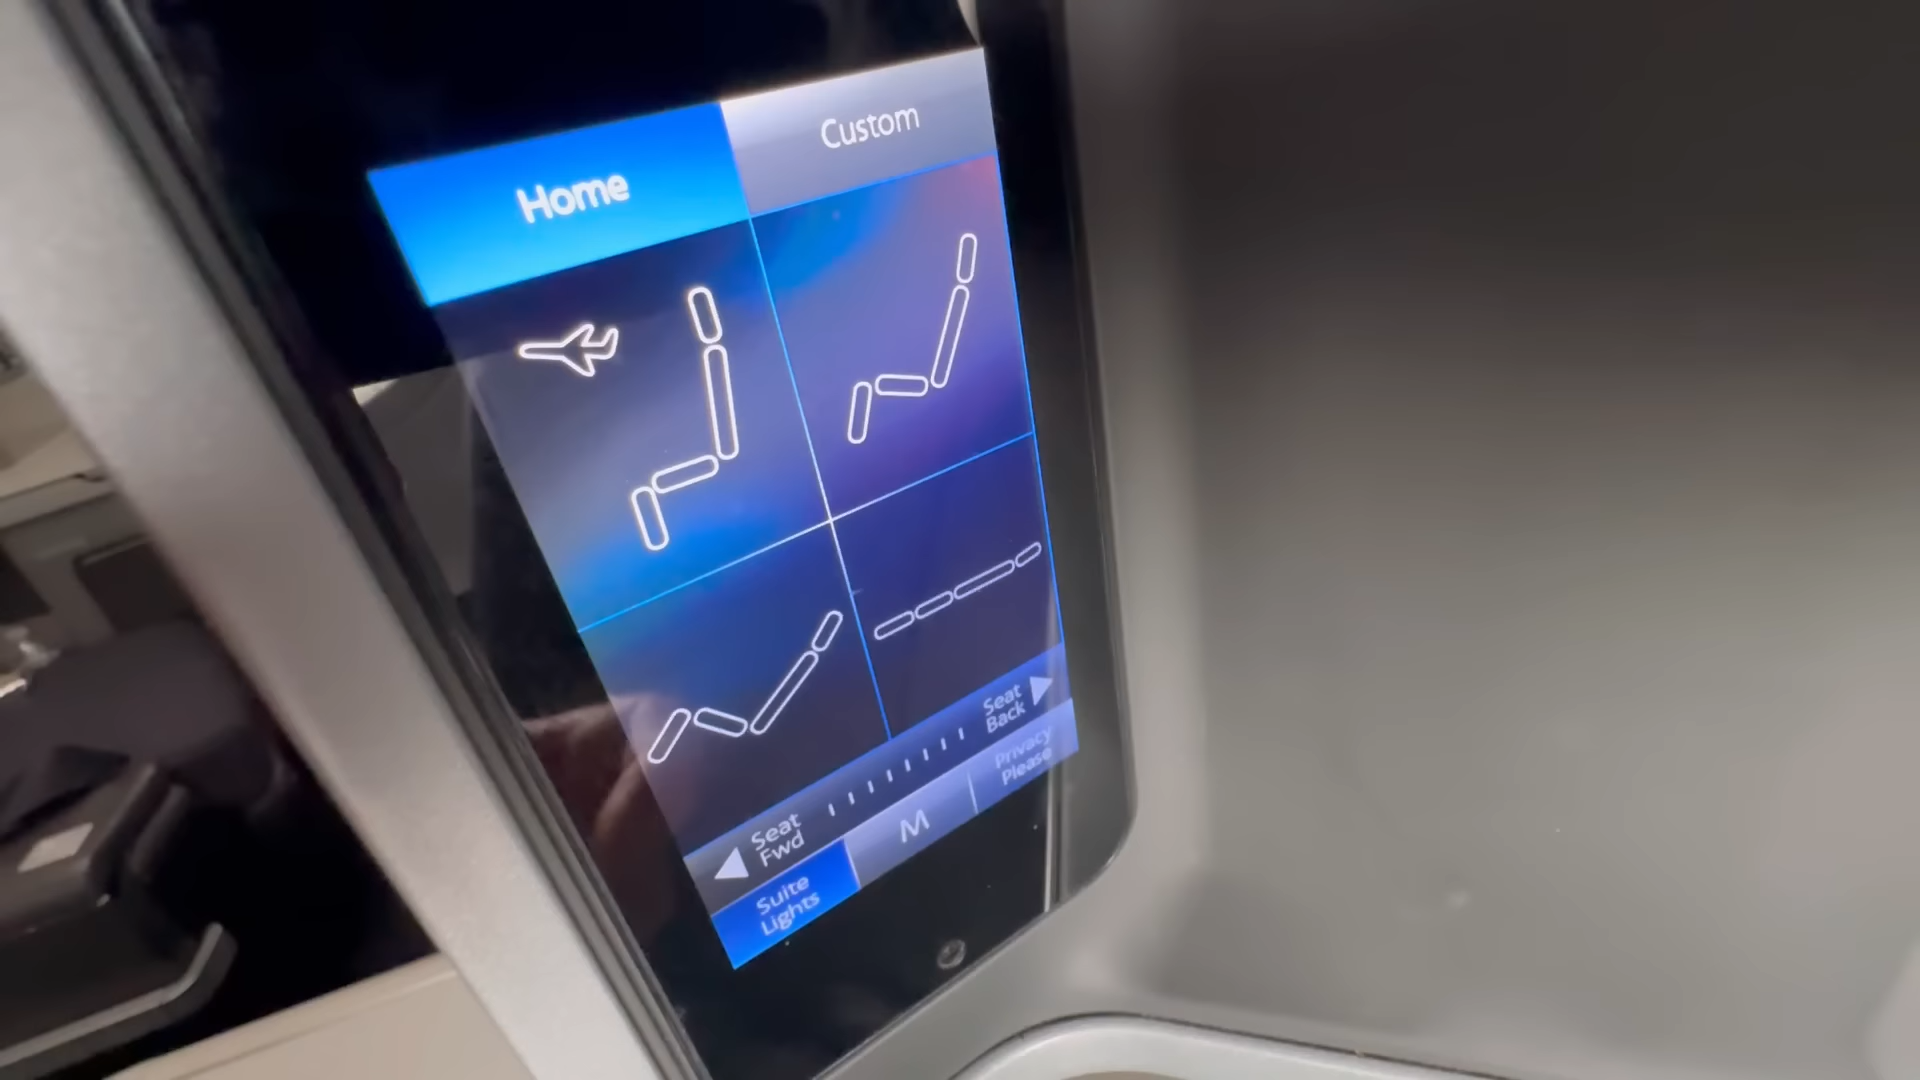 Home
Custom
Seat
Back
Seat
Fwd
Suite
Lights
M
Privacy
Please